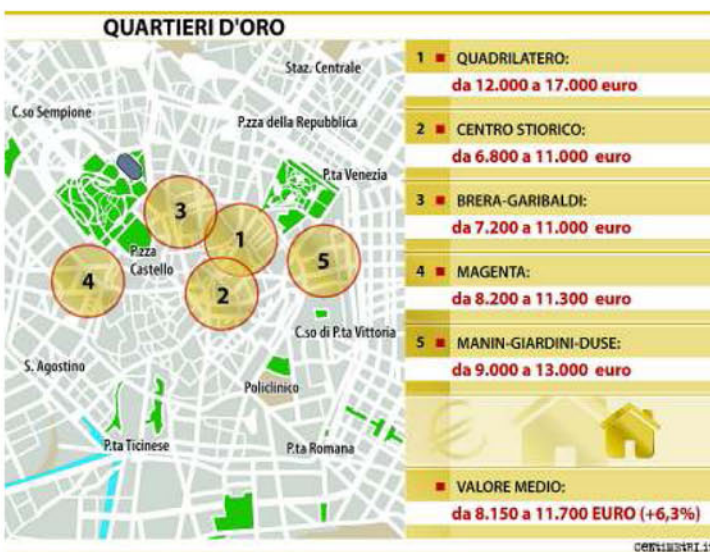 QUARTIERI D'ORO
Staz. Centrale
C.so Sempione
P.zza della Repubblica
P.ta Venezia
3
1
5
P.zza
Castello
4
2
C.so di P.ta Vittoria
S. Agostino
Policlinico
P.ta Ticinese
P.ta Romana
1 QUADRILATERO:
da 12.000 a 17.000 euro
2 CENTRO STIORICO:
da 6.800 a 11.000 euro
3 BRERA-GARIBALDI:
da 7.200 a 11.000 euro
4 MAGENTA:
da 8.200 a 11.300 euro
5 MANIN-GIARDINI-DUSE:
da 9.000 a 13.000 euro
€
VALORE MEDIO:
da 8.150 a 11.700 EURO (+6,3%)
CENTIMETRI.it